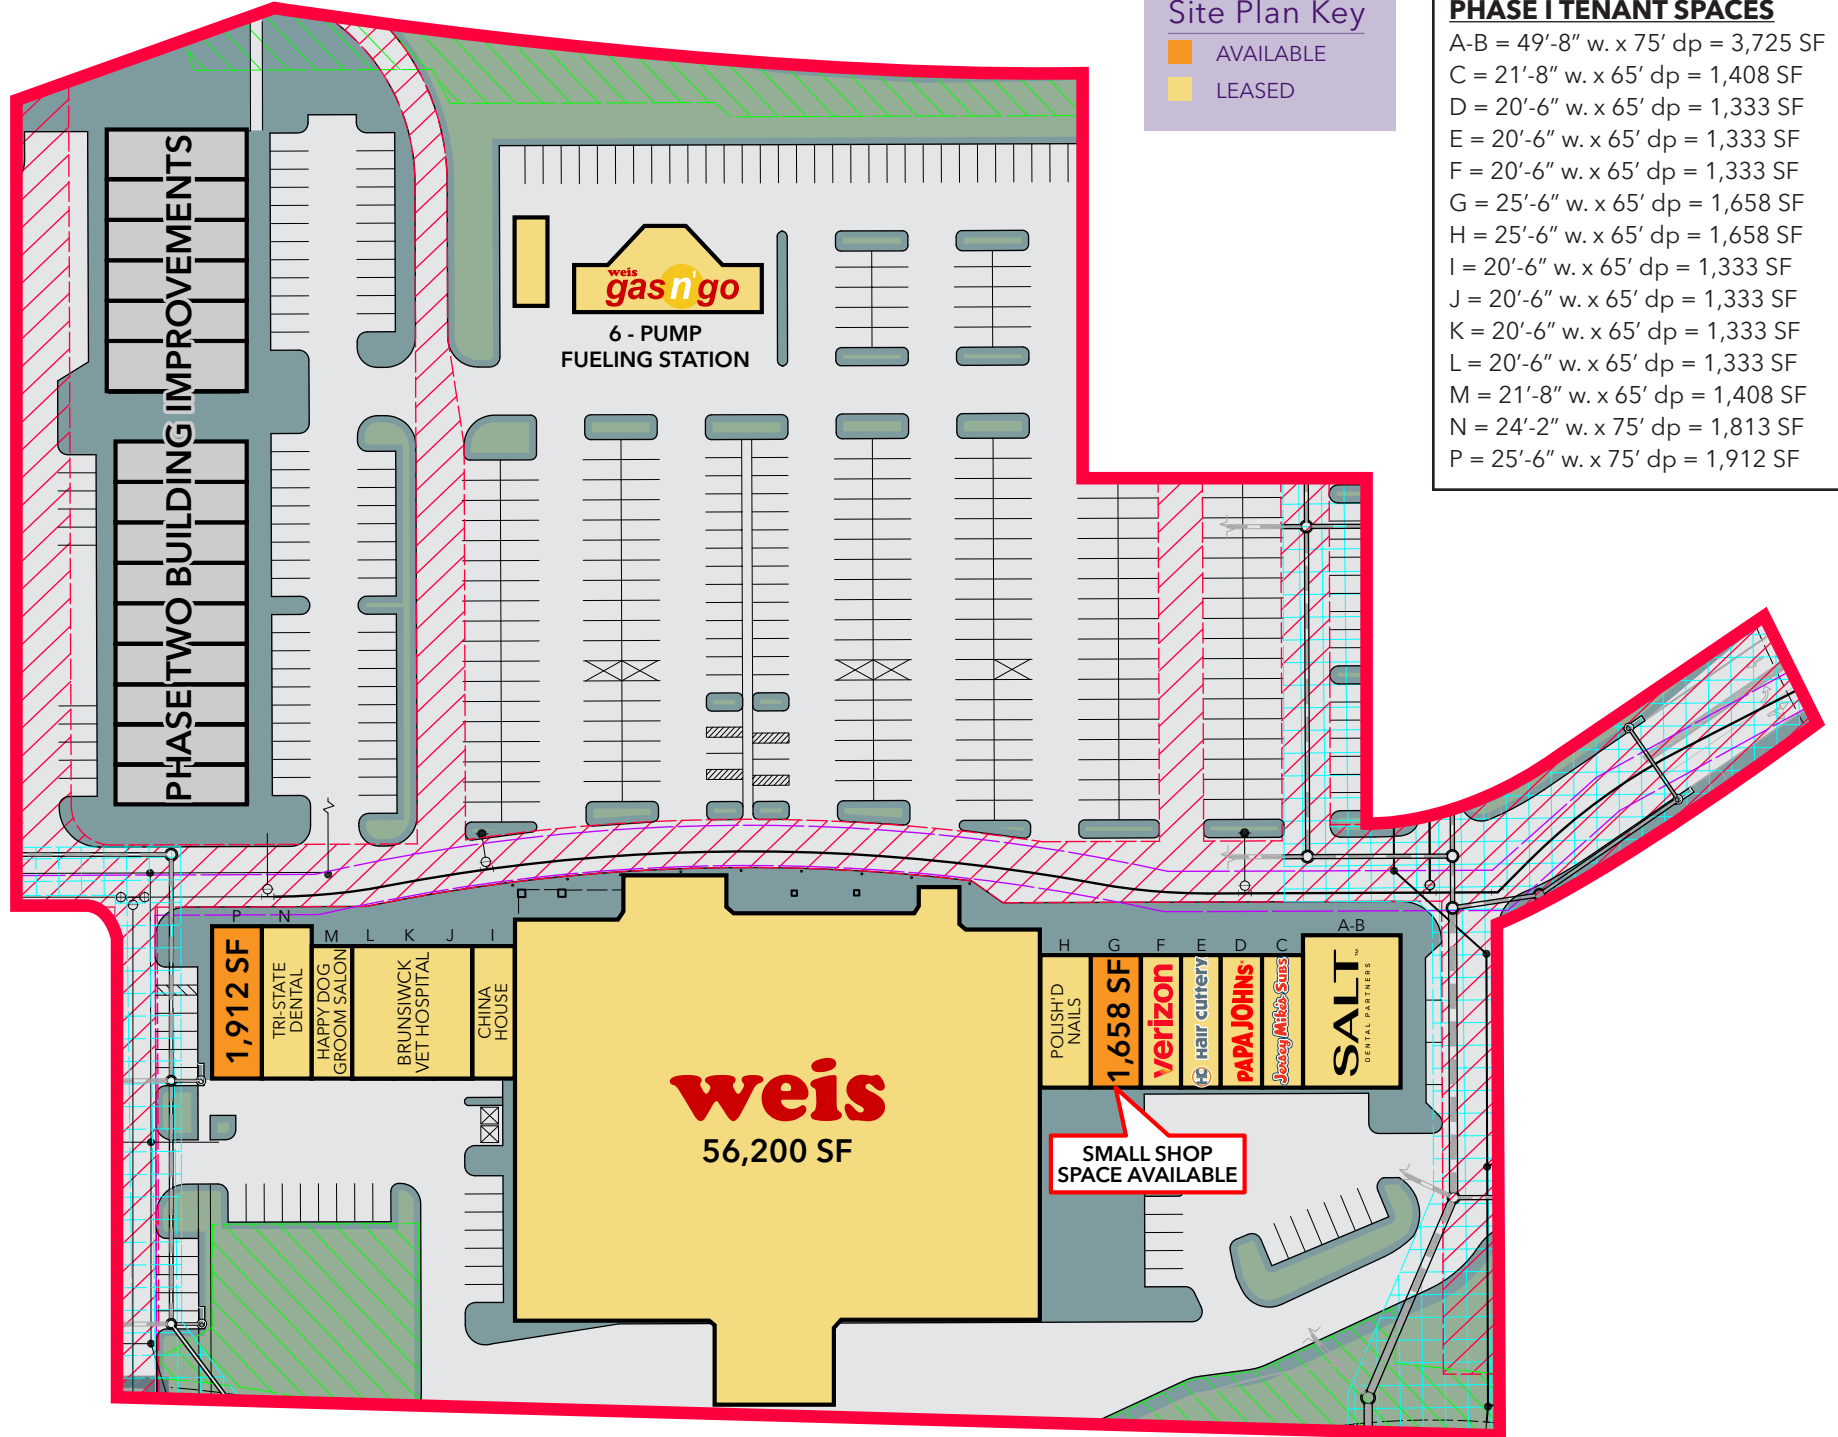 Site Plan Key
AVAILABLE
LEASED
PHASE I TENANT SPACES
A-B = 49'-8" w. x 75' dp = 3,725 SF
C = 21'-8" w. x 65' dp = 1,408 SF
D = 20'-6" w. x 65' dp = 1,333 SF
E = 20'-6" w. x 65' dp = 1,333 SF
F = 20'-6" w. x 65' dp = 1,333 SF
G = 25'-6" w. x 65' dp = 1,658 SF
H = 25'-6" w. x 65' dp = 1,658 SF
I = 20'-6" w. x 65' dp = 1,333 SF
J = 20'-6" w. x 65' dp = 1,333 SF
K = 20'-6" w. x 65' dp = 1,333 SF
L = 20'-6" w. x 65' dp = 1,333 SF
M = 21'-8" w. x 65' dp = 1,408 SF
N = 24'-2" w. x 75' dp = 1,813 SF
P = 25'-6" w. x 75' dp = 1,912 SF
PHASE TWO BUILDING IMPROVEMENTS
weis
gas n' go
6 - PUMP
FUELING STATION
P
N
M
L
K
J
I
H
G
F
E
D
C
A-B
1,912 SF
TRI-STATE
DENTAL
HAPPY DOG
GROOM SALON
BRUNSIWCK
VET HOSPITAL
CHINA
HOUSE
weis
56,200 SF
POLISH'D
NAILS
1,658 SF
verizon
HC Hair cuttery
PAPA JOHNS
Jersey Mike's SUBS
SALT™
DENTAL PARTNERS
SMALL SHOP
SPACE AVAILABLE